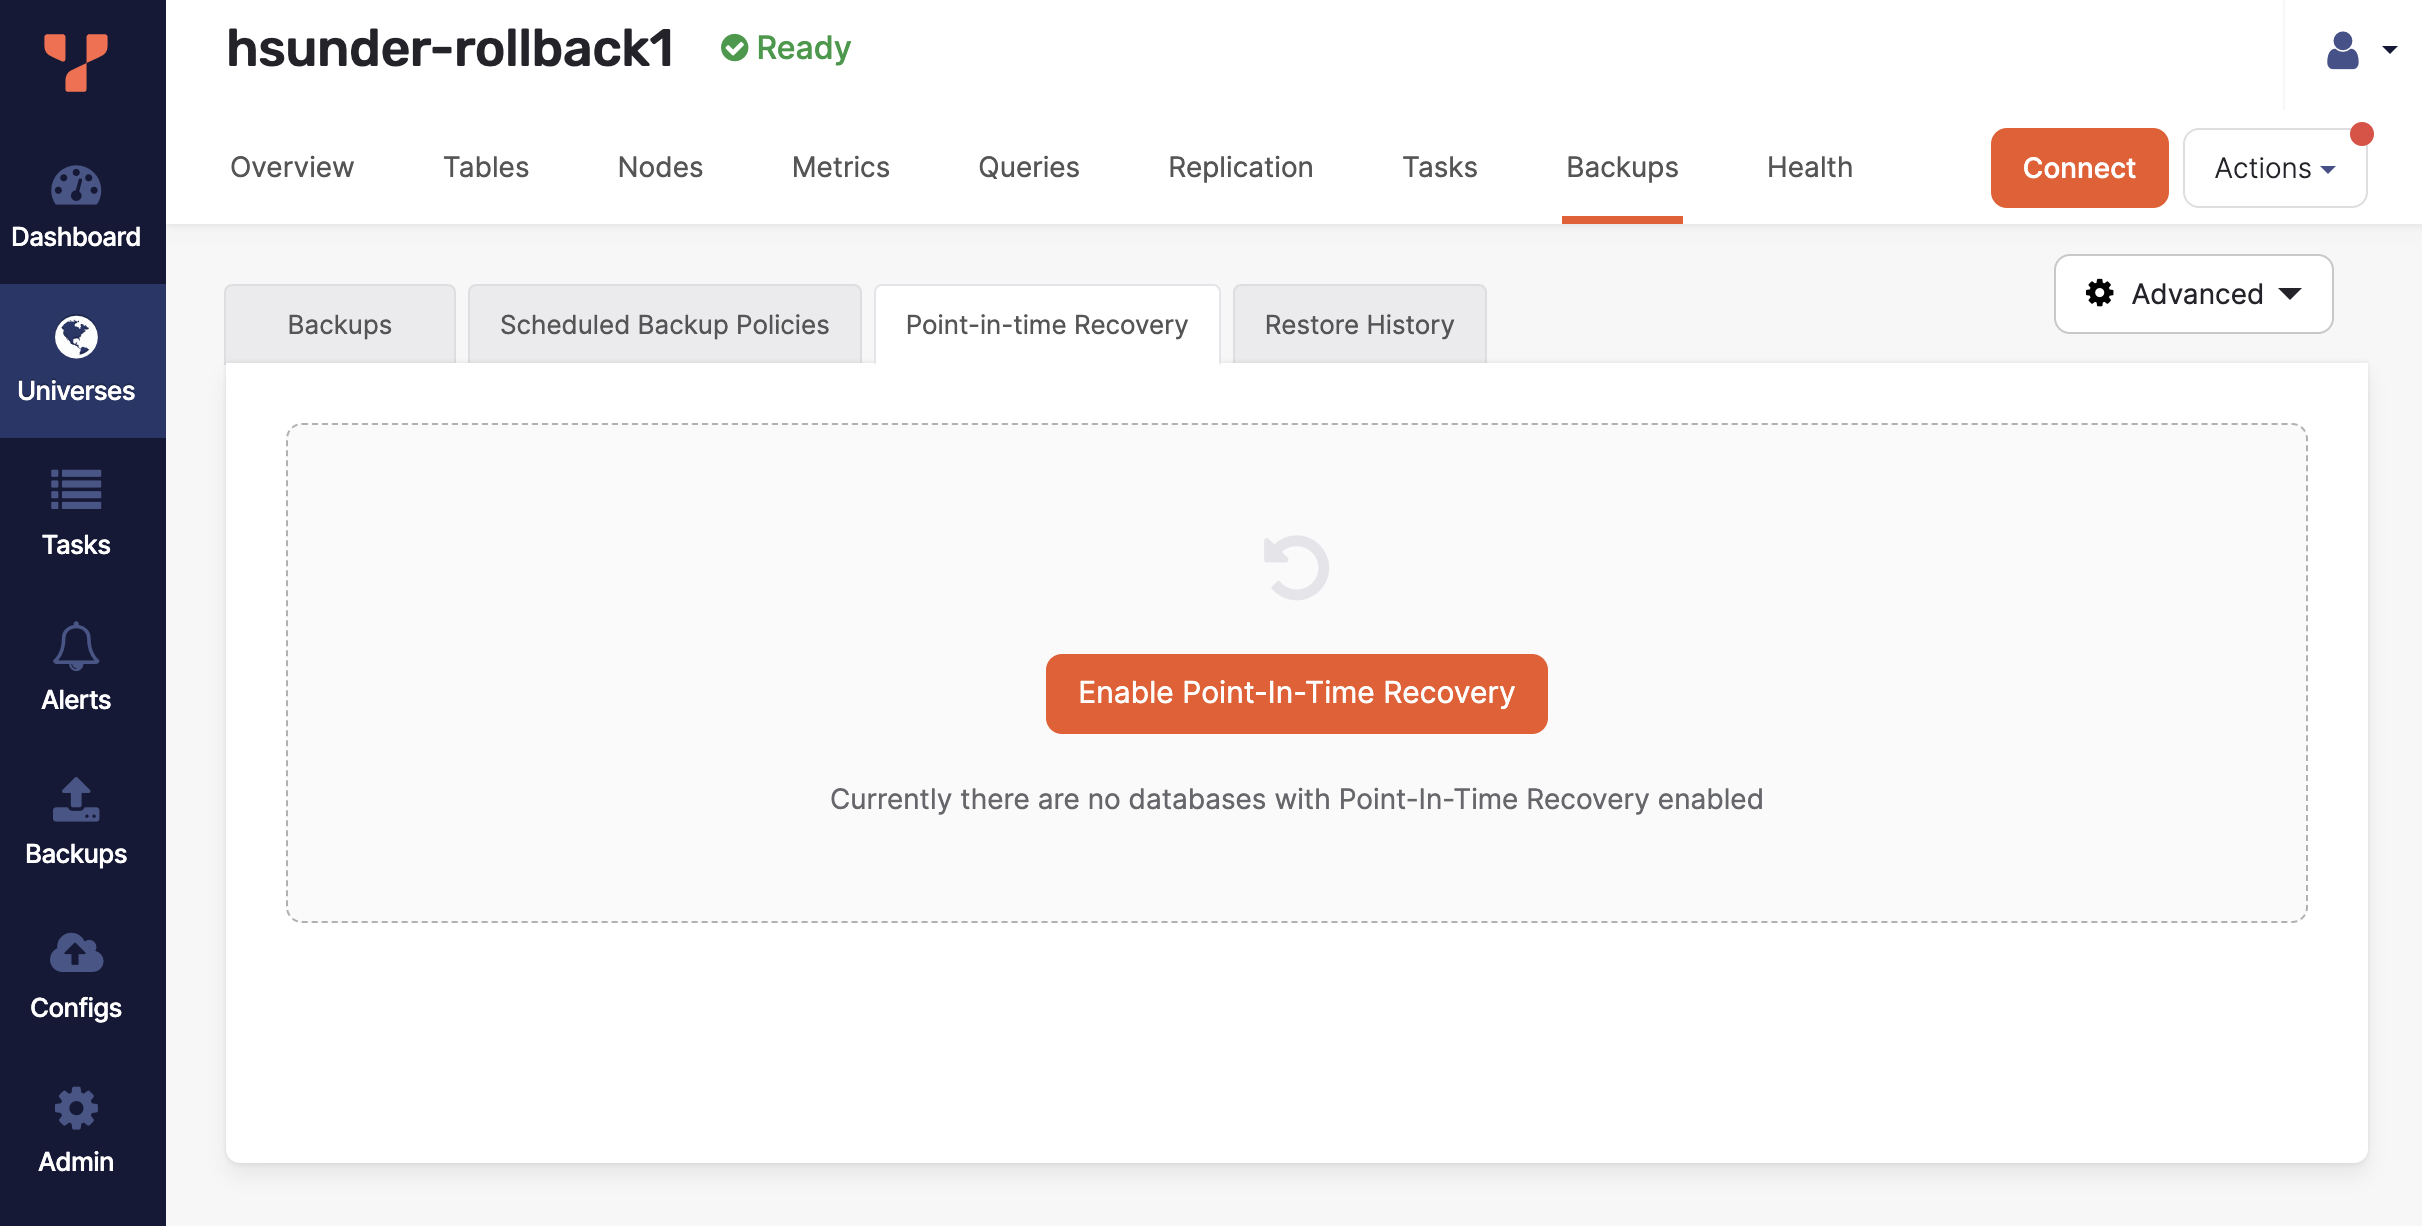 hsunder-rollback1 Ready
Overview Tables Nodes Metrics Queries Replication Tasks Backups Health Connect Actions
Dashboard
Universes
Tasks
Alerts
Backups
Configs
Admin
Advanced
Backups Scheduled Backup Policies Point-in-time Recovery Restore History
Enable Point-In-Time Recovery
Currently there are no databases with Point-In-Time Recovery enabled